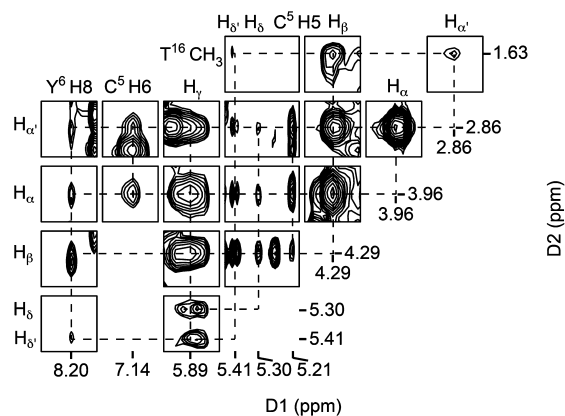 Hδ' Hδ C⁵ H5 Hβ
Hα'
T¹⁶ CH₃
1.63
Y⁶ H8 C⁵ H6 Hγ
Hα
Hα'
2.86
2.86
Hα
3.96
3.96
Hβ
4.29
4.29
Hδ
5.30
Hδ'
5.41
8.20 7.14 5.89 5.41 5.30 5.21
D1 (ppm)
D2 (ppm)